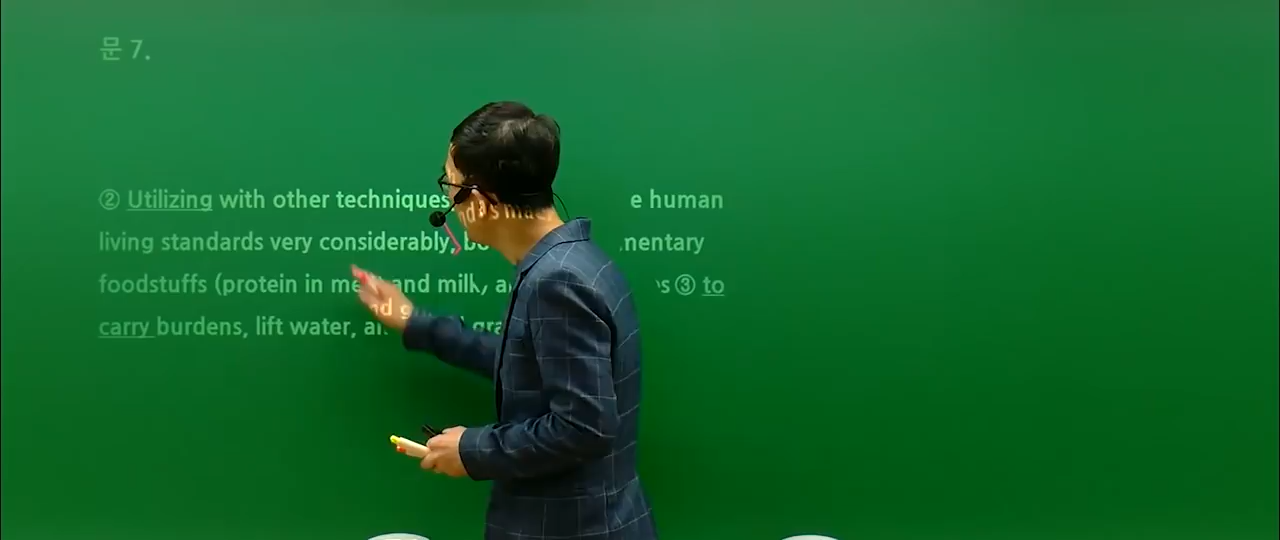 문 7.
② Utilizing with other techniques human
living standards very considerably,
foodstuffs (protein in and milk, ③ to
carry burdens, lift water,